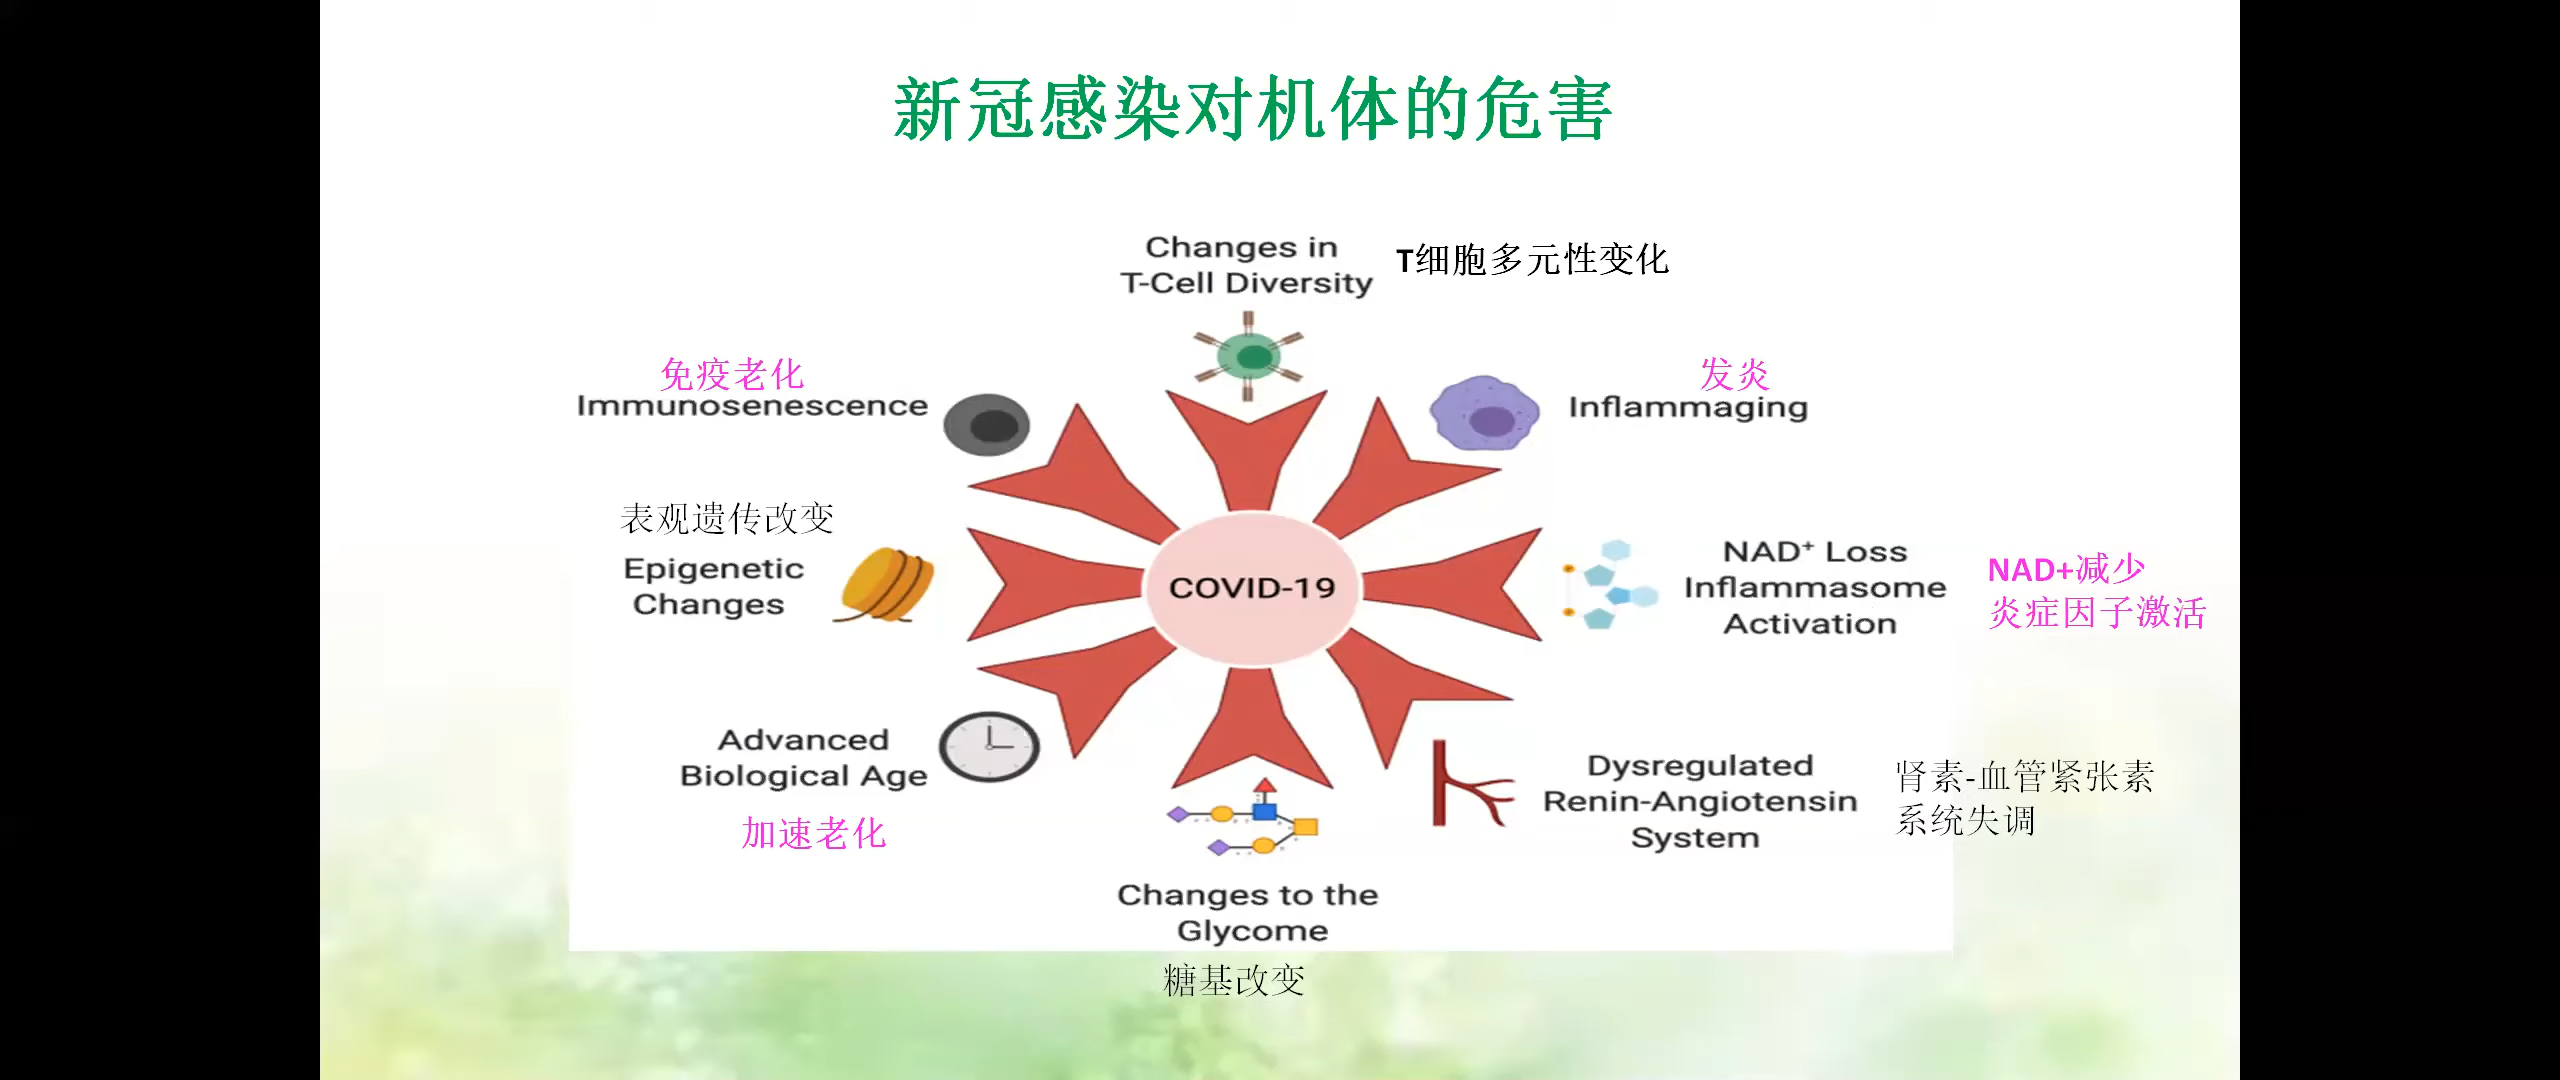 新冠感染对机体的危害
Changes in
T-Cell Diversity
T细胞多元性变化
免疫老化
Immunosenescence
发炎
Inflammaging
表观遗传改变
Epigenetic
Changes
COVID-19
NAD⁺ Loss
Inflammasome
Activation
NAD+减少
炎症因子激活
Advanced
Biological Age
加速老化
Dysregulated
Renin-Angiotensin
System
肾素-血管紧张素
系统失调
Changes to the
Glycome
糖基改变